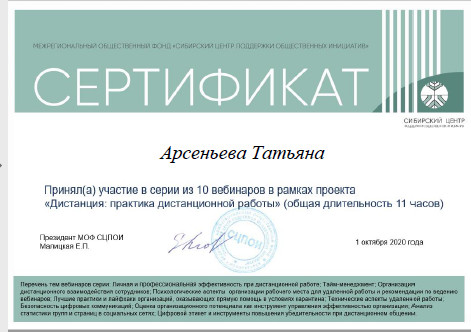 МЕЖРЕГИОНАЛЬНЫЙ ОБЩЕСТВЕННЫЙ ФОНД «СИБИРСКИЙ ЦЕНТР ПОДДЕРЖКИ ОБЩЕСТВЕННЫХ ИНИЦИАТИВ»
СЕРТИФИКАТ
СИБИРСКИЙ ЦЕНТР
ПОДДЕРЖКИ ОБЩЕСТВЕННЫХ ИНИЦИАТИВ
Арсеньева Татьяна
Принял(а) участие в серии из 10 вебинаров в рамках проекта
«Дистанция: практика дистанционной работы» (общая длительность 11 часов)
Президент МОФ СЦПОИ
Малицкая Е.П.
СЦПОИ
1 октября 2020 года
Перечень тем вебинаров серии: Личная и профессиональная эффективность при дистанционной работе; Тайм-менеджмент; Организация
дистанционного взаимодействия сотрудников; Психологические аспекты организации рабочего места для удаленной работы и рекомендации по ведению
вебинаров; Лучшие практики и лайфхаки организаций, оказывающих прямую помощь в условиях карантина; Технические аспекты удаленной работы;
Безопасность цифровых коммуникаций; Оценка организационного потенциала как инструмент управления эффективностью организации; Анализ
статистики групп и страниц в социальных сетях; Цифровой этикет и инструменты повышения убедительности при дистанционном общении